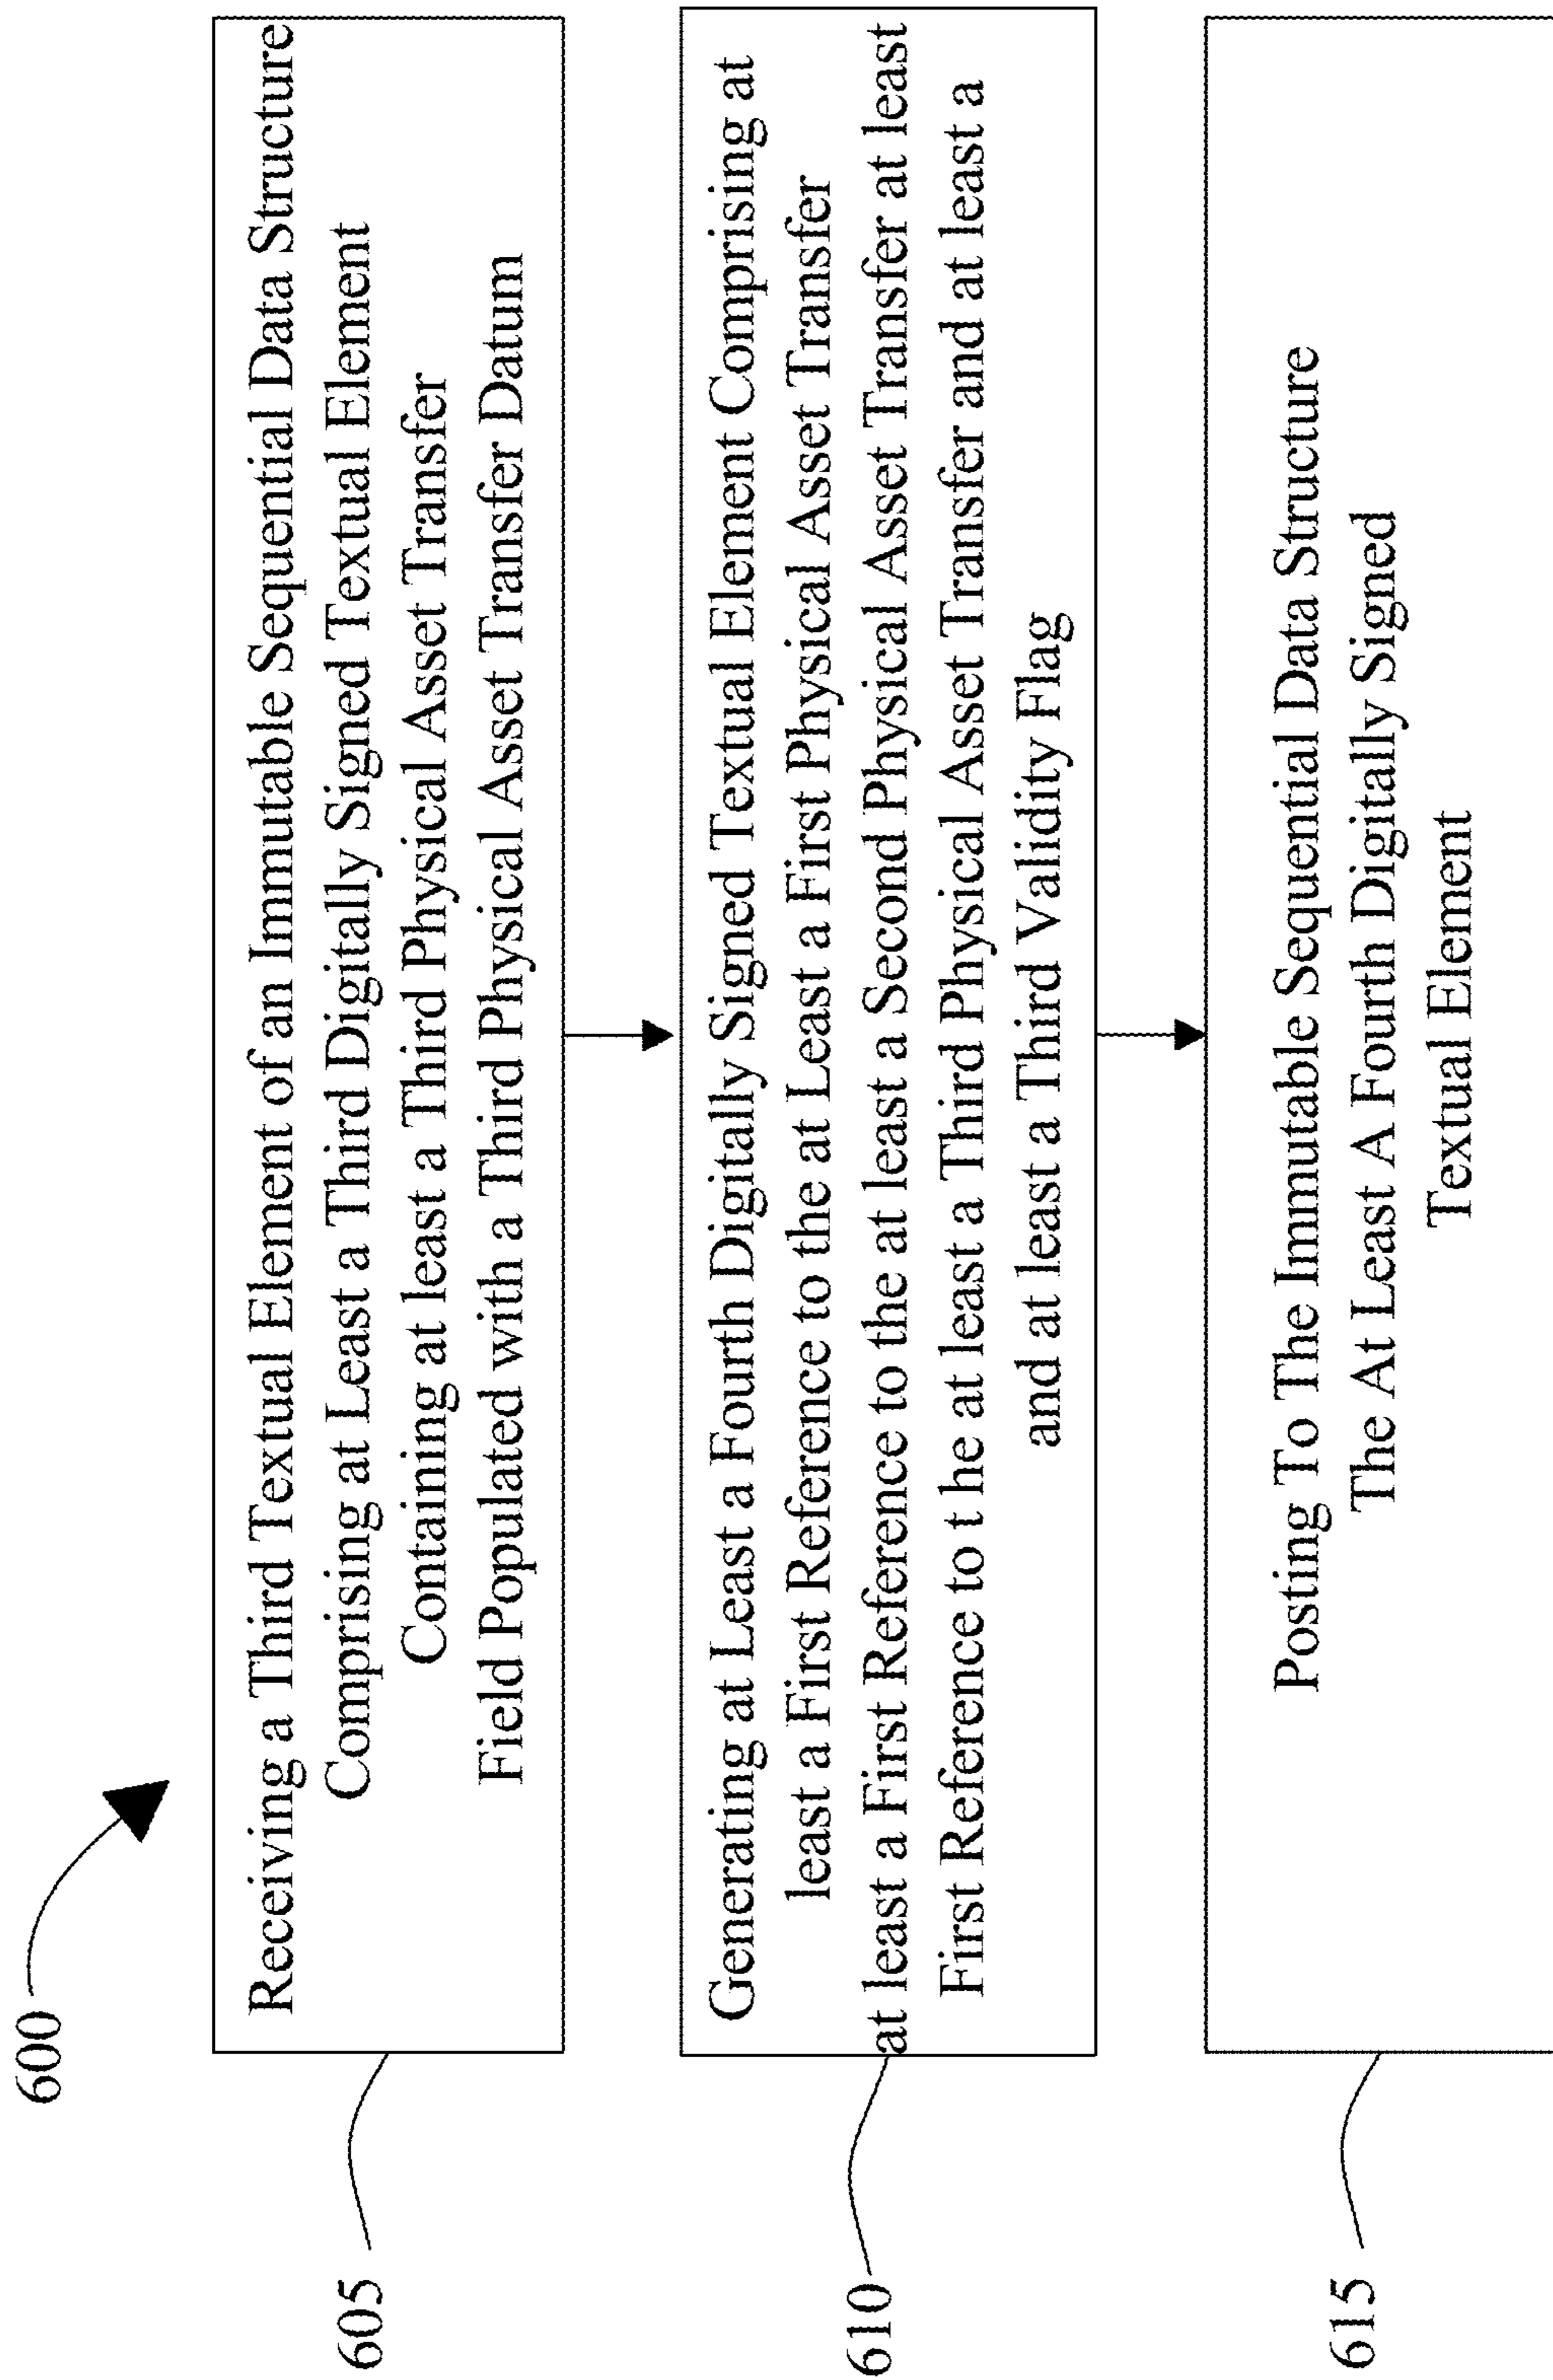 600
605
Receiving a Third Textual Element of an Immutable Sequential Data Structure
Comprising at Least a Third Digitally Signed Textual Element
Containing at least a Third Physical Asset Transfer
Field Populated with a Third Physical Asset Transfer Datum
610
Generating at Least a Fourth Digitally Signed Textual Element Comprising at
least a First Reference to the at Least a First Physical Asset Transfer
at least a First Reference to the at least a Second Physical Asset Transfer at least
First Reference to t he at least a Third Physical Asset Transfer and at least a
and at least a Third Validity Flag
615
Posting To The Immutable Sequential Data Structure
The At Least A Fourth Digitally Signed
Textual Element